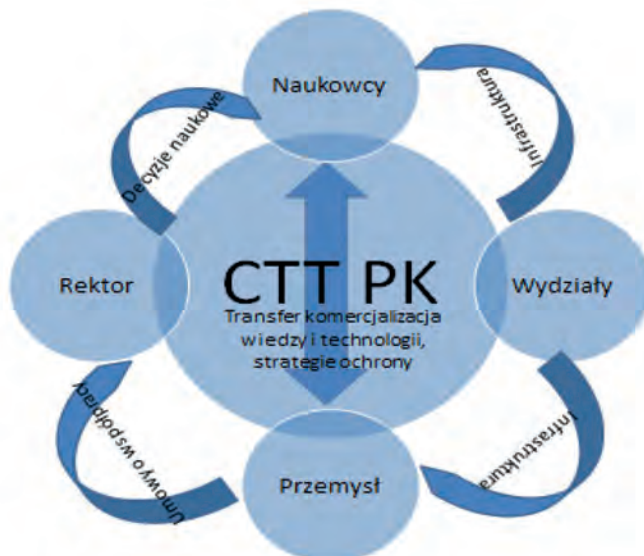 Naukowcy
Decyzje naukowe
Infrastruktura
Rektor
CTT PK
Transfer komercjalizacja
wiedzy i technologii,
strategie ochrony
Wydziały
Umowy o współpracy
Infrastruktura
Przemysł